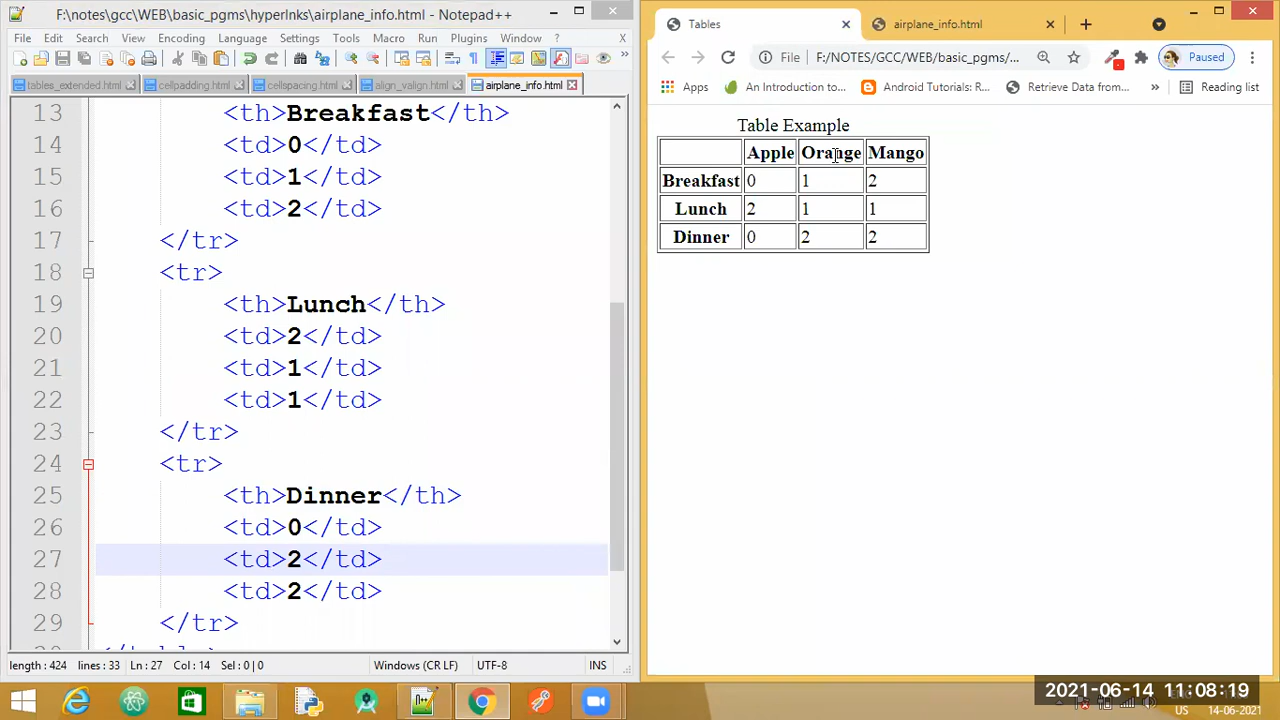 F:\notes\gcc\WEB\basic_pgms\hyperlnks\airplane_info.html - Notepad++
File Edit Search View Encoding Language Settings Tools Macro Run Plugins Window ?
tables_extended.html cellpadding.html cellspacing.html align_valign.html airplane_info.html
13 <th>Breakfast</th>
14 <td>0</td>
15 <td>1</td>
16 <td>2</td>
17 </tr>
18 <tr>
19 <th>Lunch</th>
20 <td>2</td>
21 <td>1</td>
22 <td>1</td>
23 </tr>
24 <tr>
25 <th>Dinner</th>
26 <td>0</td>
27 <td>2</td>
28 <td>2</td>
29 </tr>
length : 424 lines : 33 Ln : 27 Col : 14 Sel : 0 | 0 Windows (CR LF) UTF-8 INS
Tables airplane_info.html
File F:/NOTES/GCC/WEB/basic_pgms/... Paused
Apps An Introduction to... Android Tutorials: R... Retrieve Data from... » Reading list
Table Example
Apple Orange Mango
Breakfast 0 1 2
Lunch 2 1 1
Dinner 0 2 2
2021-06-14 11:08:19
US 14-06-2021